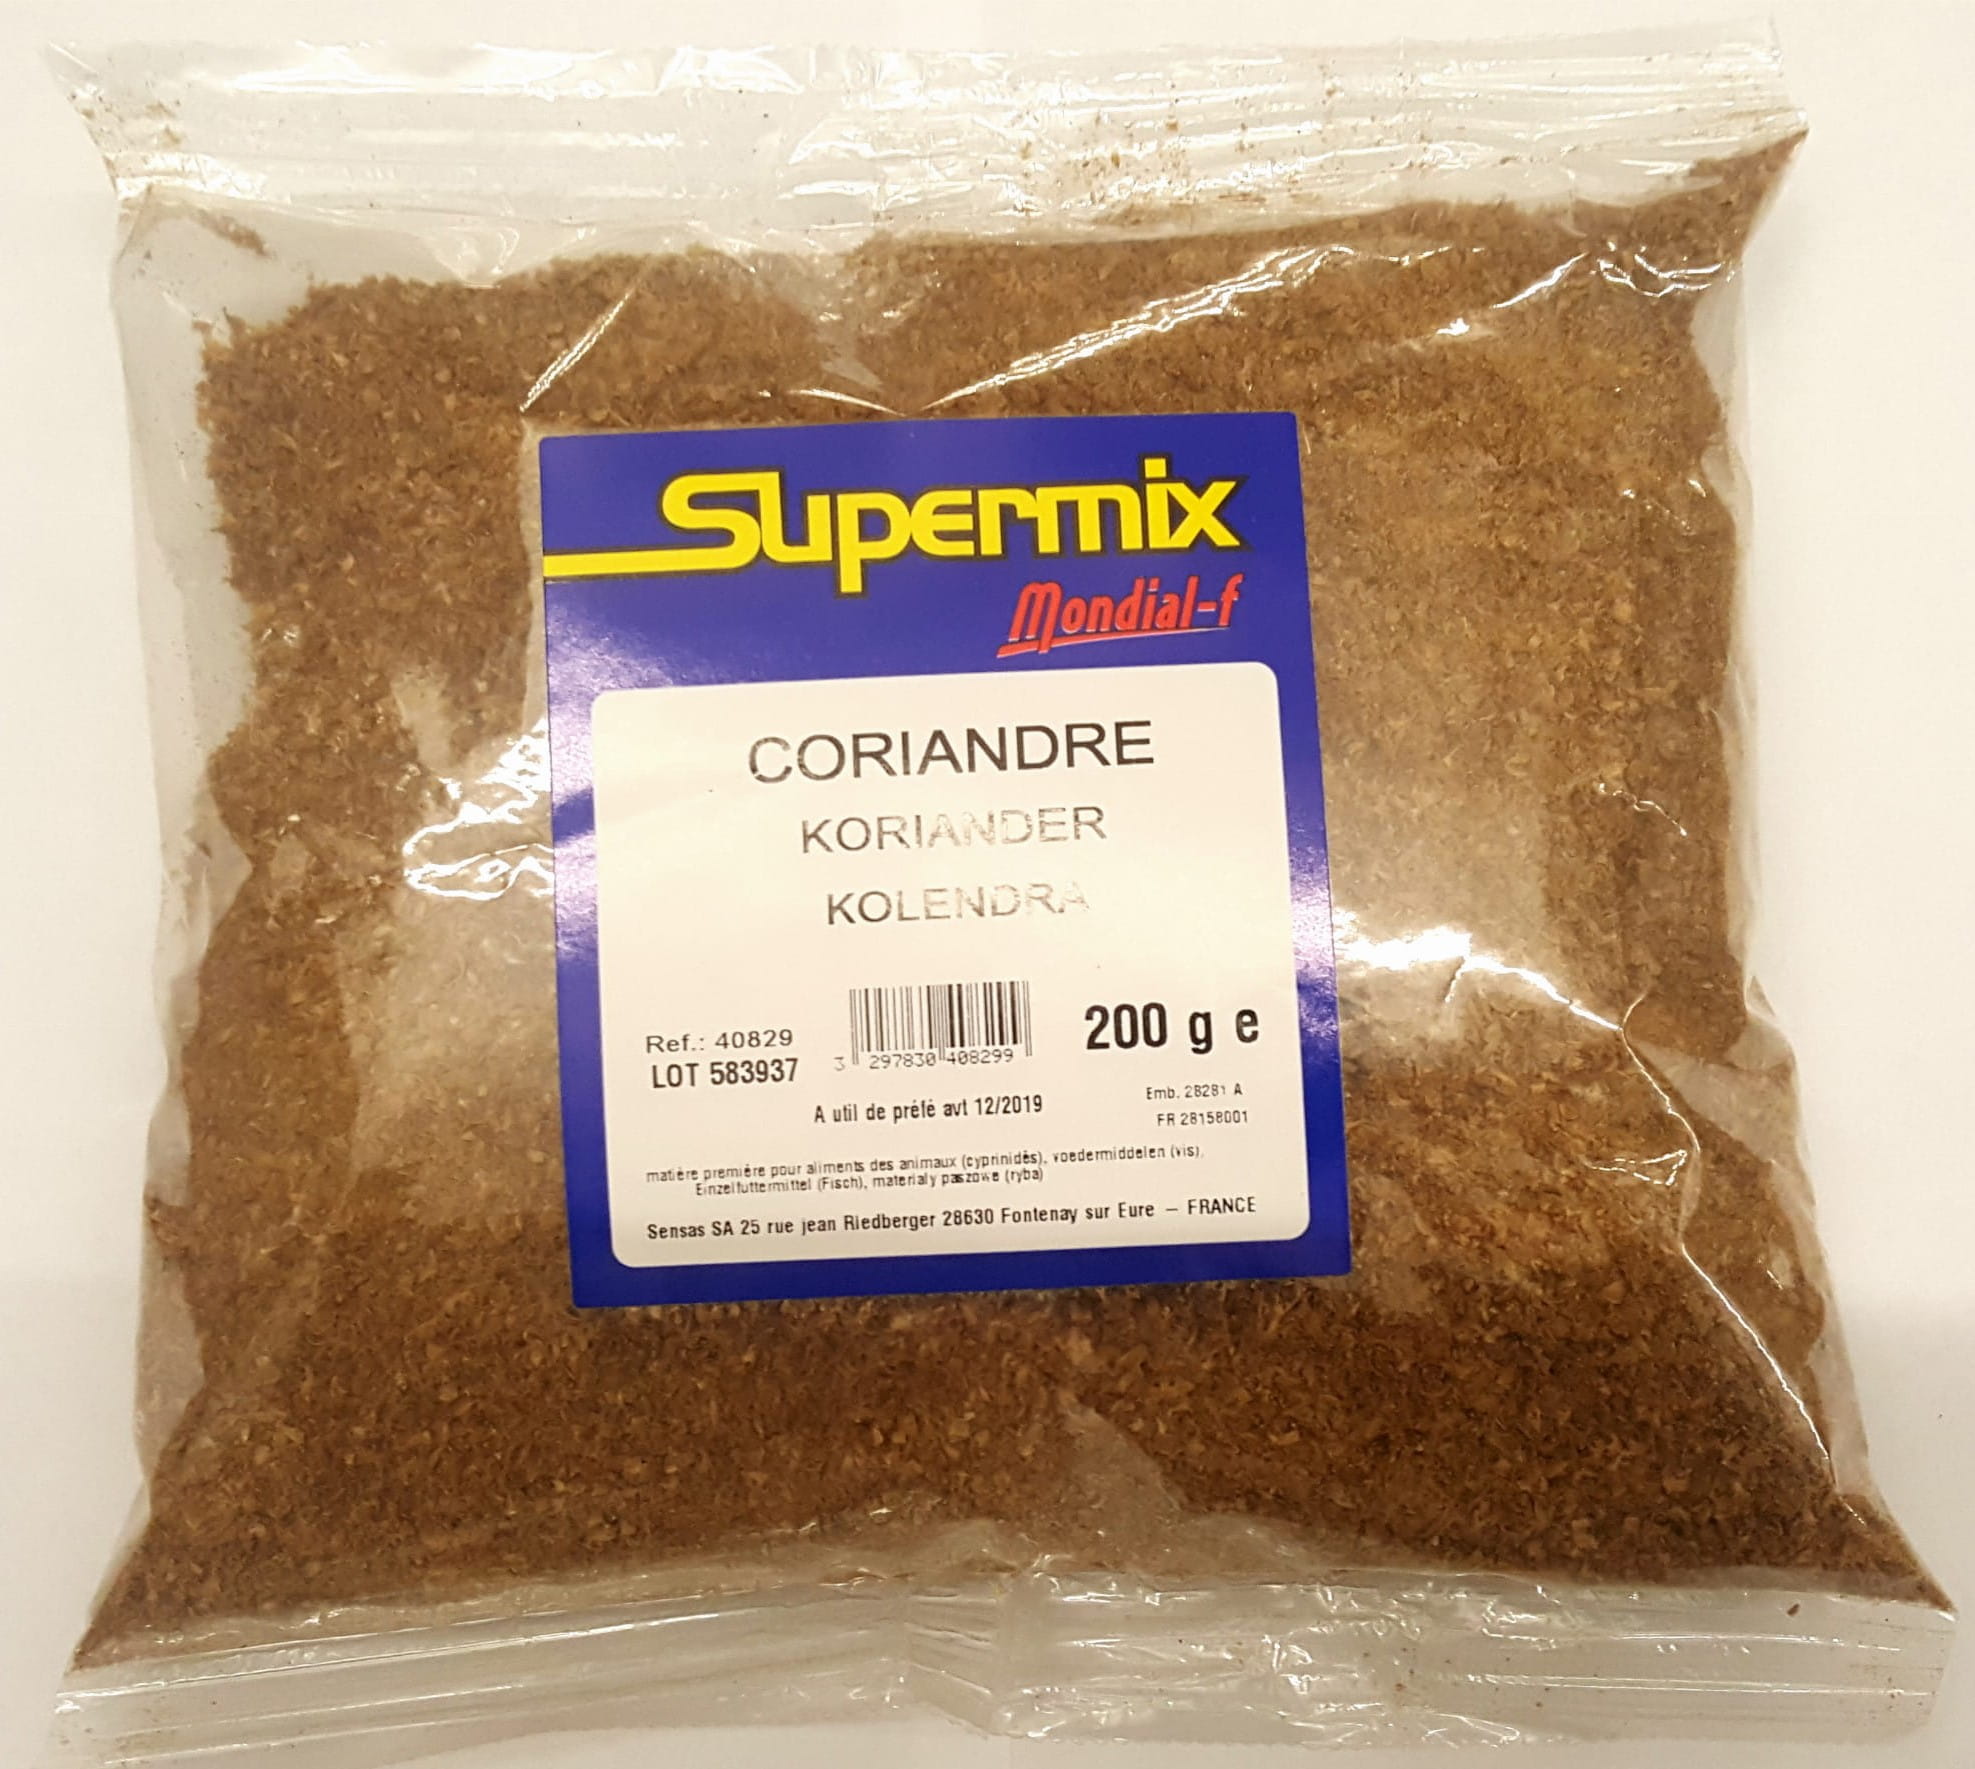 Supermix
Mondial-f
CORIANDRE
KORIANDER
KOLENDRA
Ref.: 40829
LOT 583937
3 297830 408299
200 g e
A util de préfé avt 12/2019
Emb. 28281 A
FR 28158001
matière première pour aliments des animaux (cyprinidés), voedermiddelen (vis),
Einzelfuttermittel (Fisch), materialy paszowe (ryba)
Sensas SA 25 rue jean Riedberger 28630 Fontenay sur Eure – FRANCE